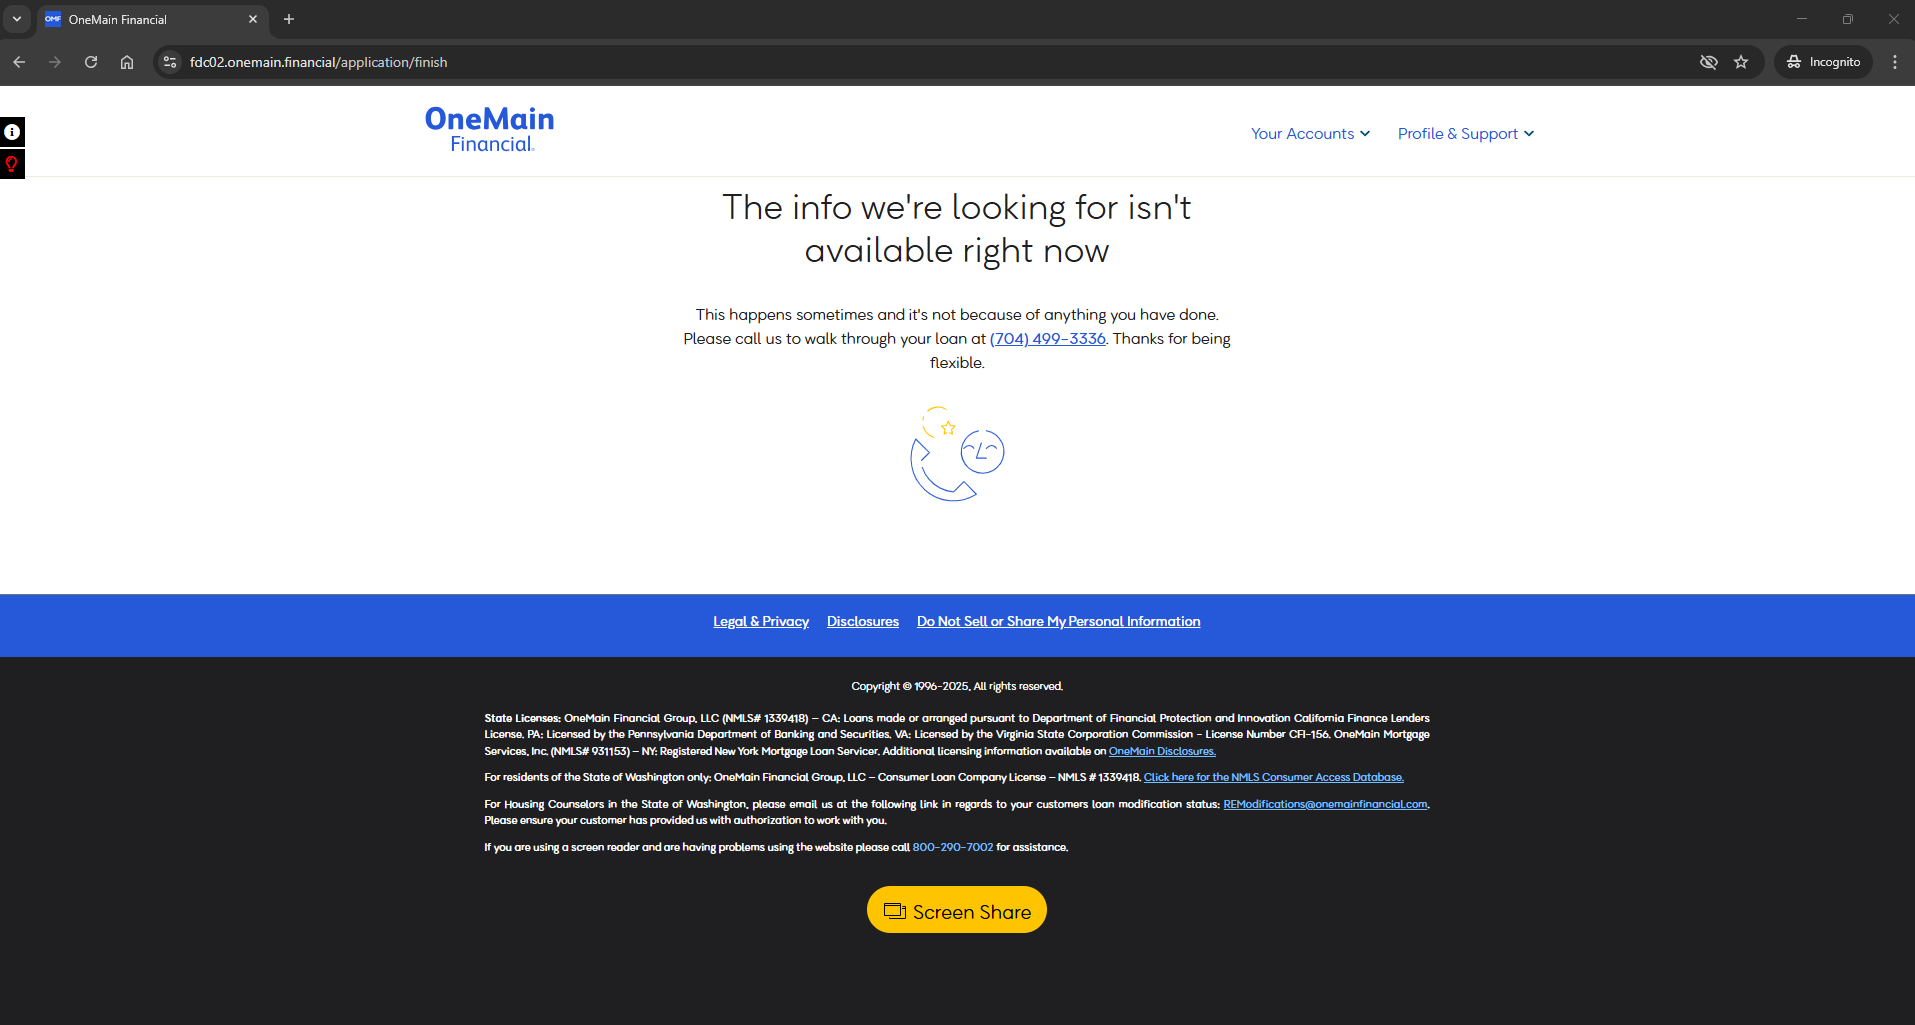 OMF OneMain Financial
fdc02.onemain.financial/application/finish
Incognito
OneMain
Financial
Your Accounts
Profile & Support
The info we're looking for isn't
available right now
This happens sometimes and it's not because of anything you have done.
Please call us to walk through your loan at (704) 499-3336. Thanks for being
flexible.
Legal & Privacy Disclosures Do Not Sell or Share My Personal Information
Copyright © 1996-2025, All rights reserved.
State Licenses: OneMain Financial Group, LLC (NMLS# 1339418) – CA: Loans made or arranged pursuant to Department of Financial Protection and Innovation California Finance Lenders
License. PA: Licensed by the Pennsylvania Department of Banking and Securities. VA: Licensed by the Virginia State Corporation Commission - License Number CFI-156. OneMain Mortgage
Services, Inc. (NMLS# 931153) – NY: Registered New York Mortgage Loan Servicer. Additional licensing information available on OneMain Disclosures.
For residents of the State of Washington only: OneMain Financial Group, LLC – Consumer Loan Company License – NMLS # 1339418. Click here for the NMLS Consumer Access Database.
For Housing Counselors in the State of Washington, please email us at the following link in regards to your customers loan modification status: REModifications@onemainfinancial.com.
Please ensure your customer has provided us with authorization to work with you.
If you are using a screen reader and are having problems using the website please call 800-290-7002 for assistance.
Screen Share